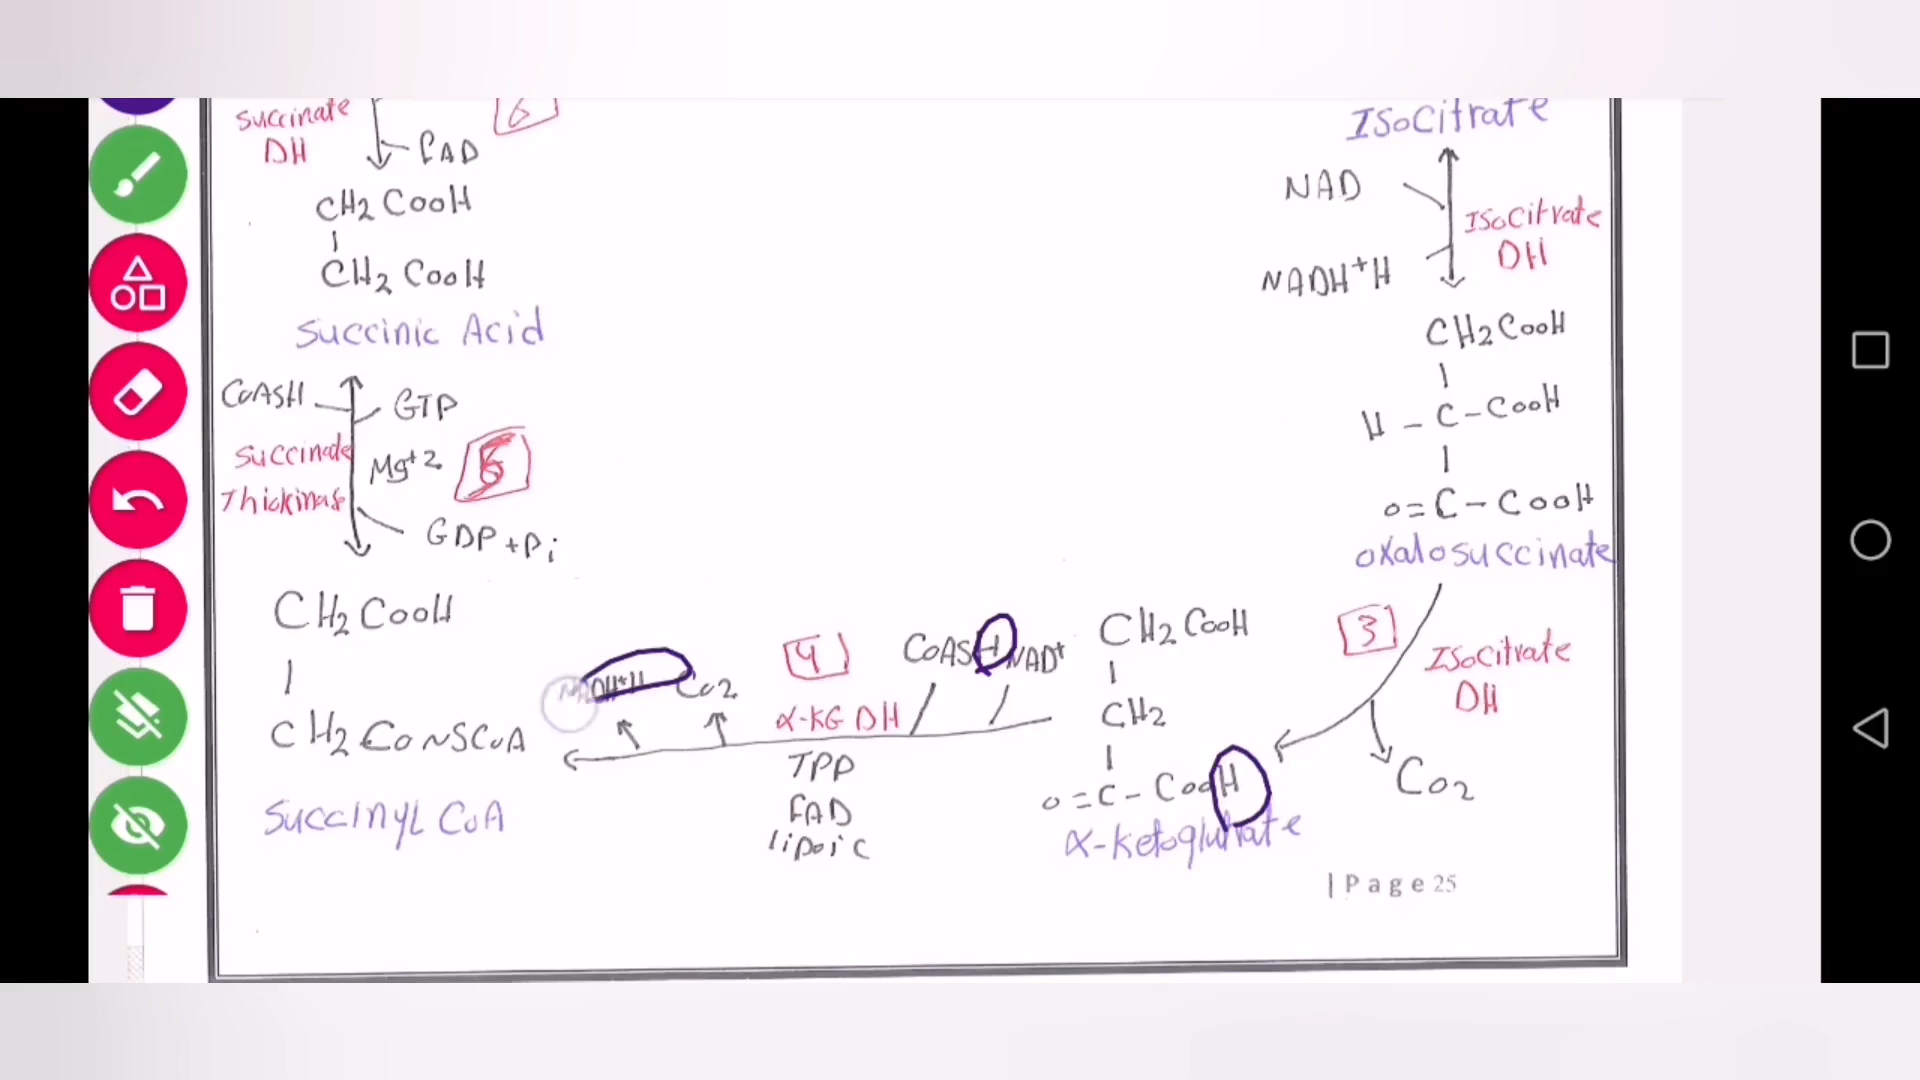 Succinate
DH
FAD
6
CH2 COOH
CH2 COOH
Succinic Acid
CoASH
GTP
Succinate
Mg+2
5
Thiokinase
GDP + Pi
CH2 COOH
CH2 Co~SCoA
Succinyl CoA
NADH+H
CO2
4
CoASH
NAD+
α-KG DH
TPP
FAD
lipoic
CH2 COOH
CH2
O = C - COOH
α-ketoglutrate
ISocitrate
NAD
ISocitrate
DH
NADH+H
CH2 COOH
H - C - COOH
O = C - COOH
oxalosuccinate
3
ISocitrate
DH
CO2
| Page 25